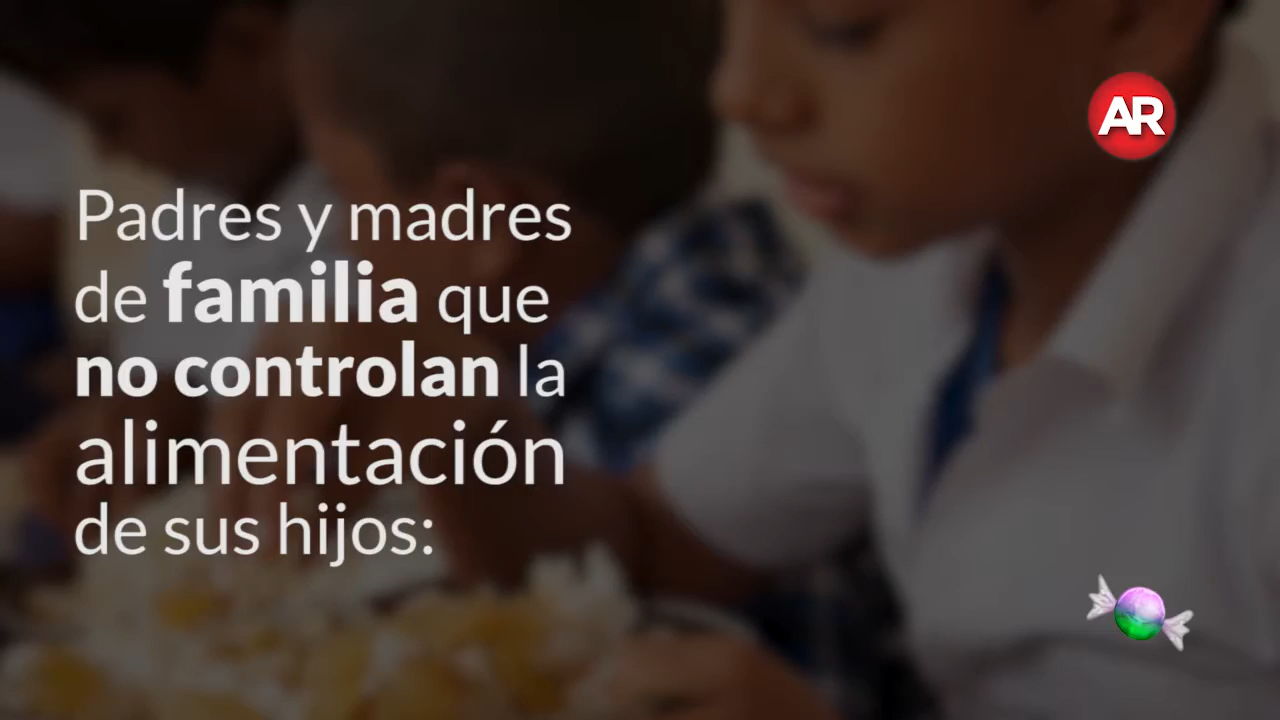 AR
Padres y madres
de familia que
no controlan la
alimentación
de sus hijos: